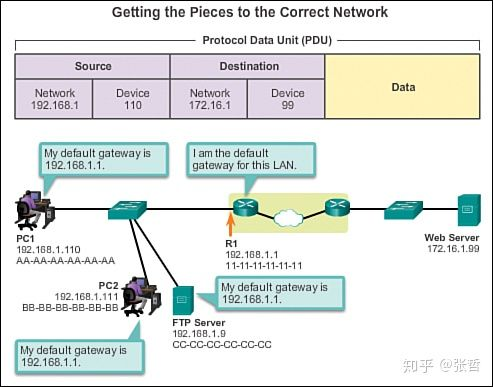 Getting the Pieces to the Correct Network
Protocol Data Unit (PDU)
Source
Destination
Data
Network
192.168.1
Device
110
Network
172.16.1
Device
99
My default gateway is
192.168.1.1.
I am the default
gateway for this LAN.
PC1
192.168.1.110
AA-AA-AA-AA-AA-AA
R1
192.168.1.1
11-11-11-11-11-11
Web Server
172.16.1.99
PC2
192.168.1.111
BB-BB-BB-BB-BB-BB
My default gateway is
192.168.1.1.
FTP Server
192.168.1.9
CC-CC-CC-CC-CC-CC
My default gateway is
192.168.1.1.
知乎 @张哲